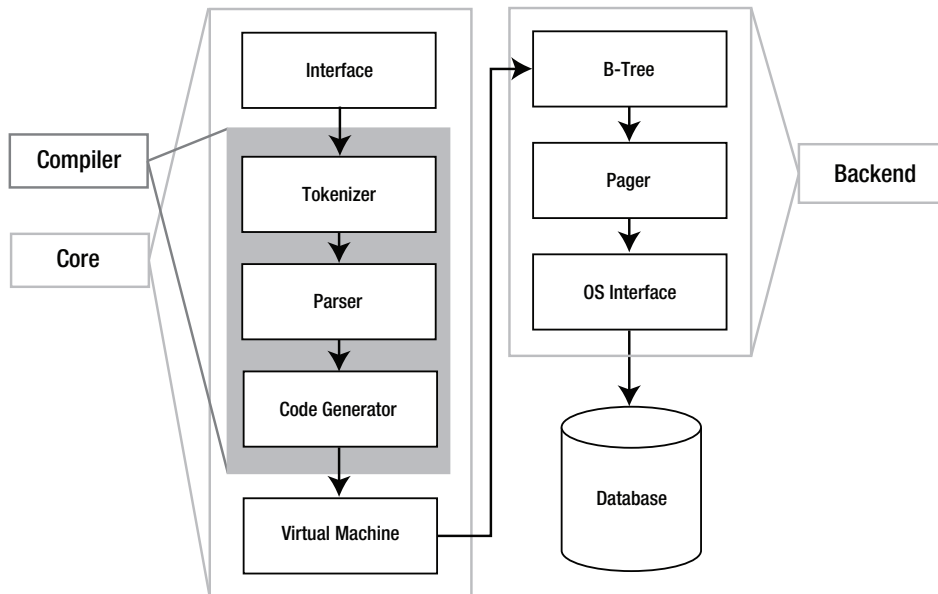 Interface
Tokenizer
Parser
Code Generator
Virtual Machine
Compiler
Core
B-Tree
Pager
OS Interface
Database
Backend